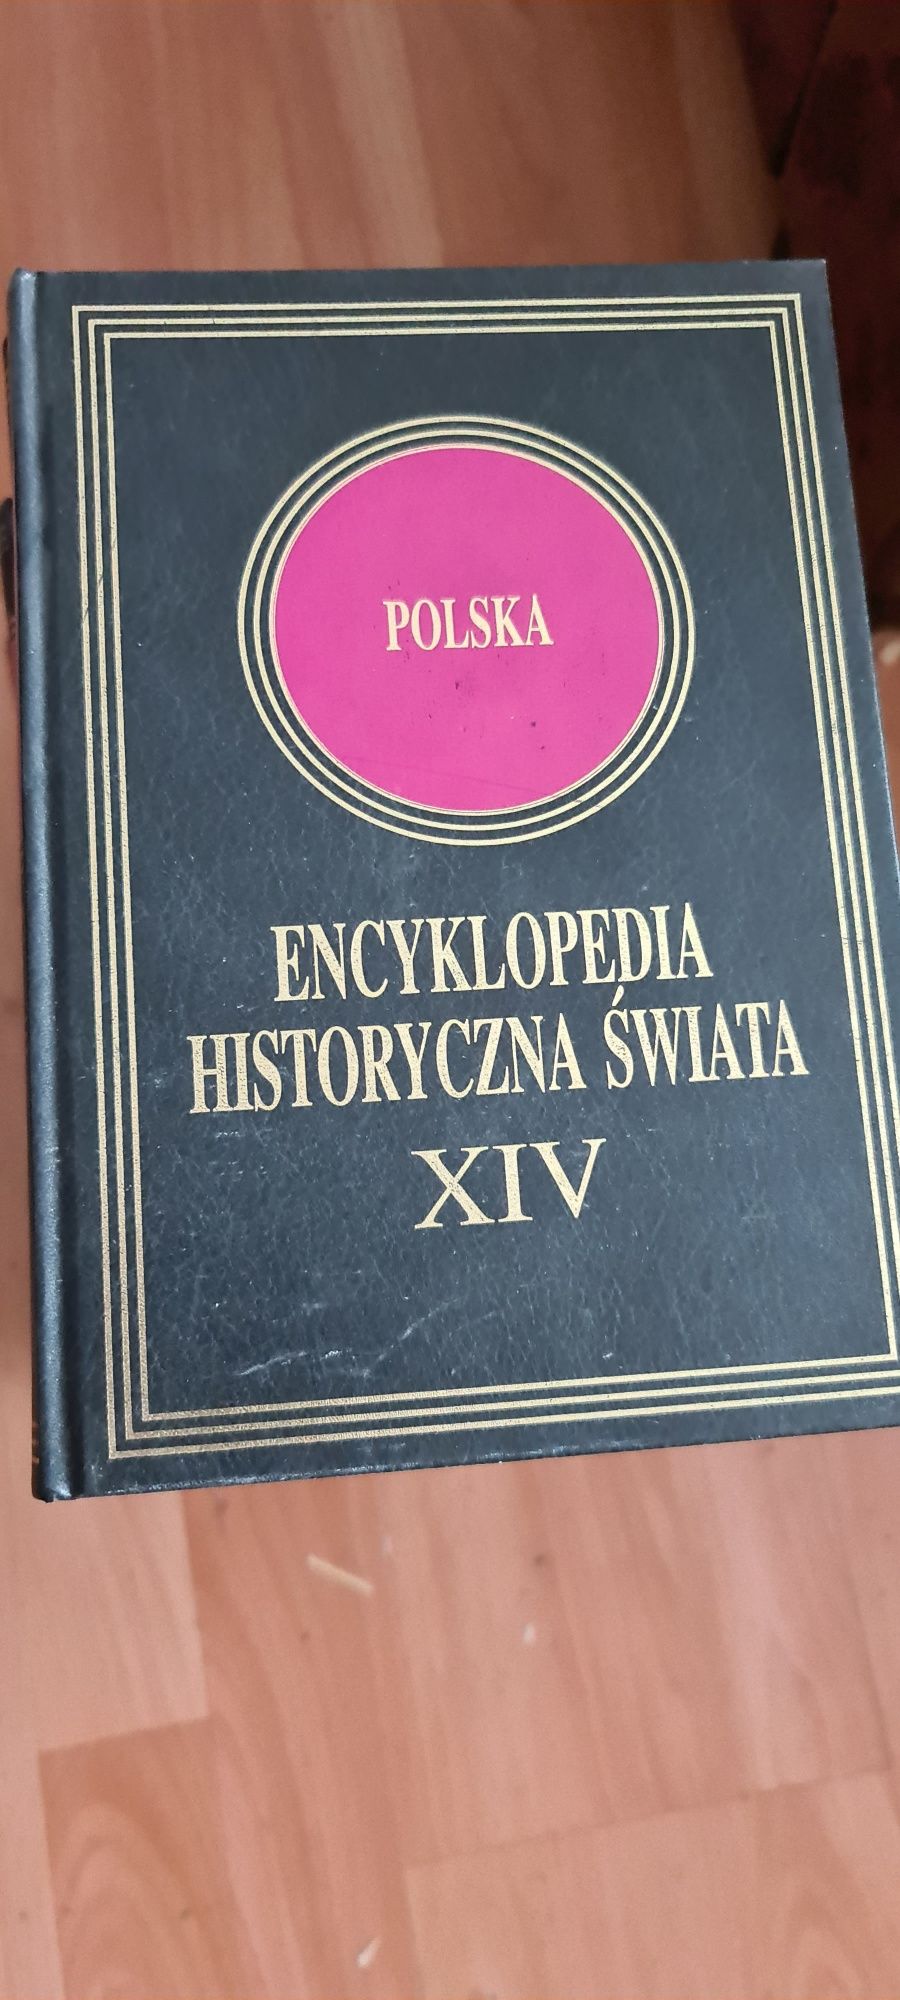 POLSKA
ENCYKLOPEDIA
HISTORYCZNA ŚWIATA
XIV